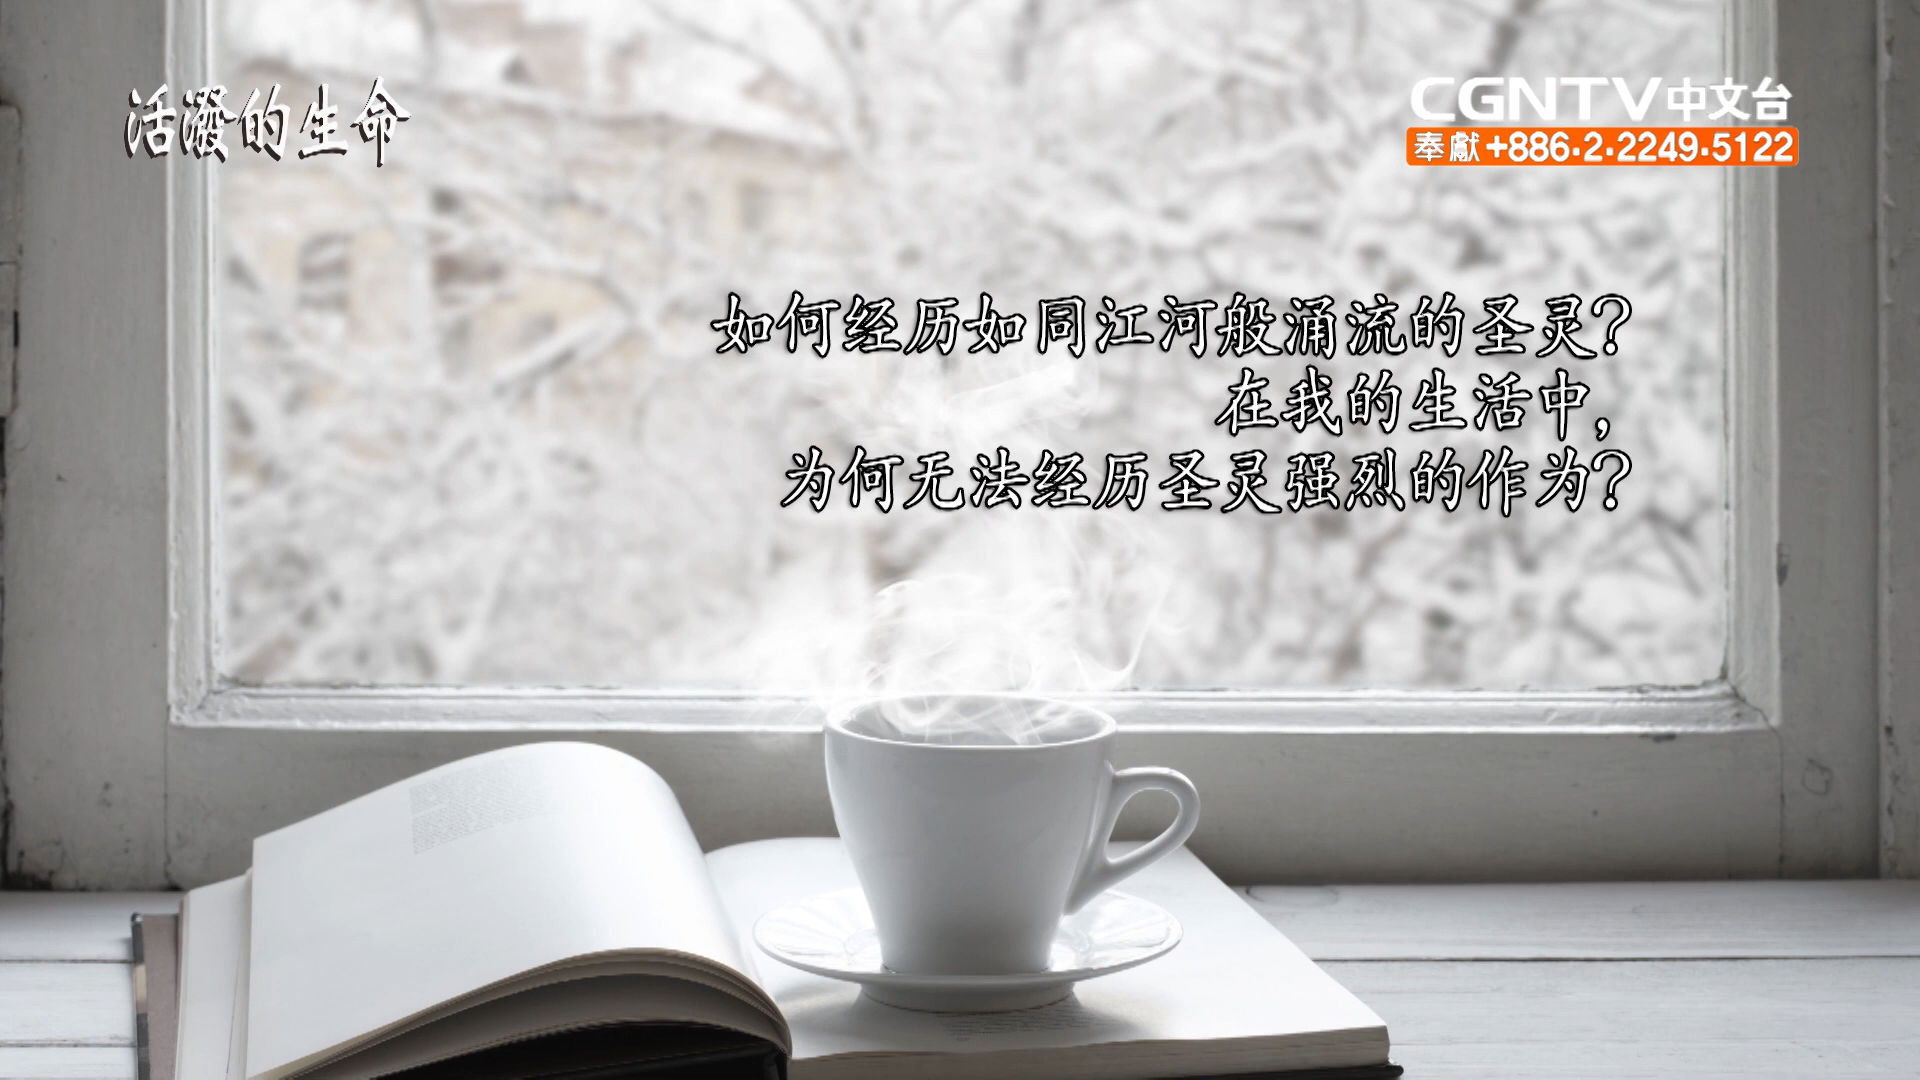 活潑的生命
CGNTV中文台
奉獻+886·2·2249·5122
如何经历如同江河般涌流的圣灵?
在我的生活中,
为何无法经历圣灵强烈的作为?